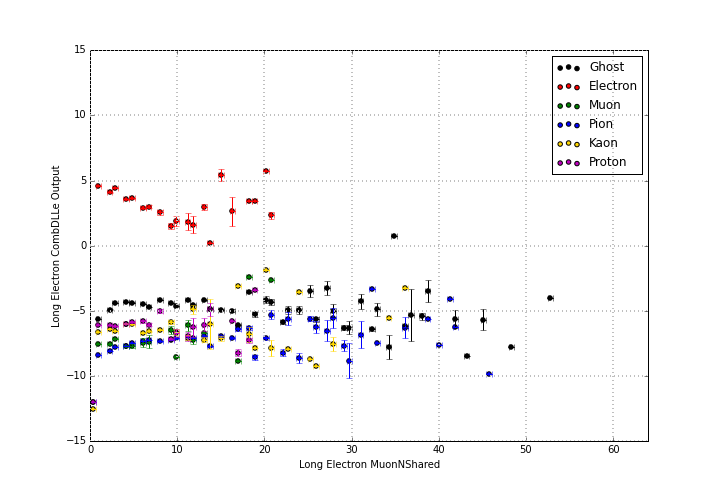 15
10
5
0
−5
−10
−15
0
10
20
30
40
50
60
Long Electron CombDLLe Output
Long Electron MuonNShared
Ghost
Electron
Muon
Pion
Kaon
Proton